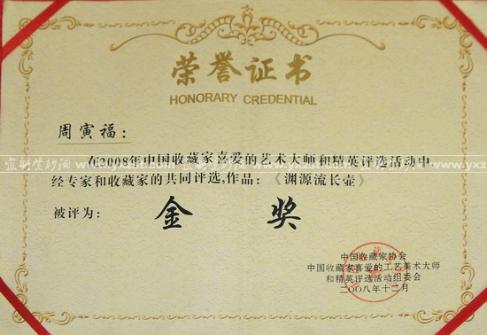 荣誉证书
HONORARY CREDENTIAL
周寅福：
在2008年中国收藏家喜爱的艺术大师和精英评选活动中，
经专家和收藏家的共同评选，作品：《渊源流长壶》
被评为： 金 奖
中国收藏家协会
中国收藏家喜爱的工艺美术大师
和精英评选活动组委会
二〇〇八年十二月